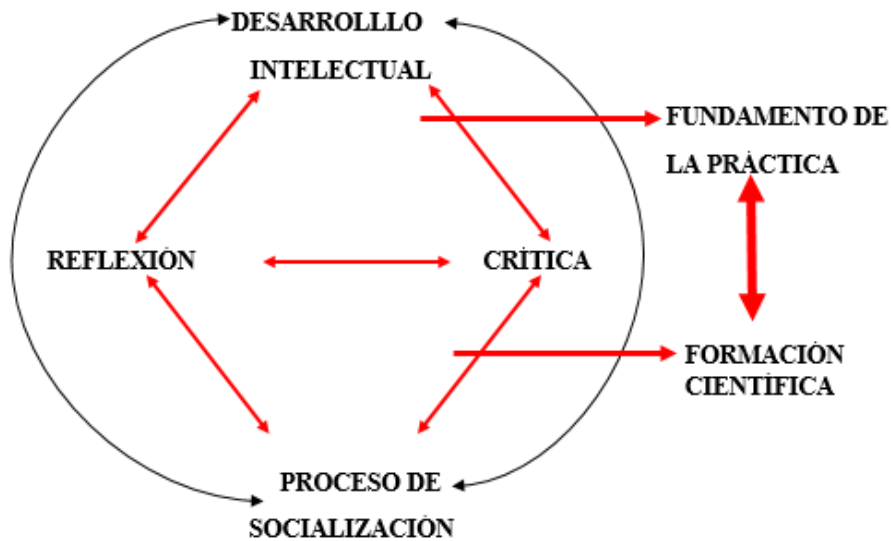 DESARROLLLO
INTELECTUAL
FUNDAMENTO DE
LA PRÁCTICA
REFLEXIÓN
CRÍTICA
FORMACIÓN
CIENTÍFICA
PROCESO DE
SOCIALIZACIÓN